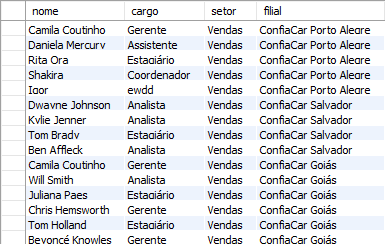 nome cargo setor filial
Camila Coutinho Gerente Vendas ConfiaCar Porto Alegre
Daniela Mercury Assistente Vendas ConfiaCar Porto Alegre
Rita Ora Estagiário Vendas ConfiaCar Porto Alegre
Shakira Coordenador Vendas ConfiaCar Porto Alegre
Igor ewdd Vendas ConfiaCar Porto Alegre
Dwayne Johnson Analista Vendas ConfiaCar Salvador
Kylie Jenner Analista Vendas ConfiaCar Salvador
Tom Brady Estagiário Vendas ConfiaCar Salvador
Ben Affleck Analista Vendas ConfiaCar Salvador
Camila Coutinho Gerente Vendas ConfiaCar Goiás
Will Smith Analista Vendas ConfiaCar Goiás
Juliana Paes Estagiário Vendas ConfiaCar Goiás
Chris Hemsworth Gerente Vendas ConfiaCar Goiás
Tom Holland Estagiário Vendas ConfiaCar Goiás
Beyoncé Knowles Gerente Vendas ConfiaCar Goiás